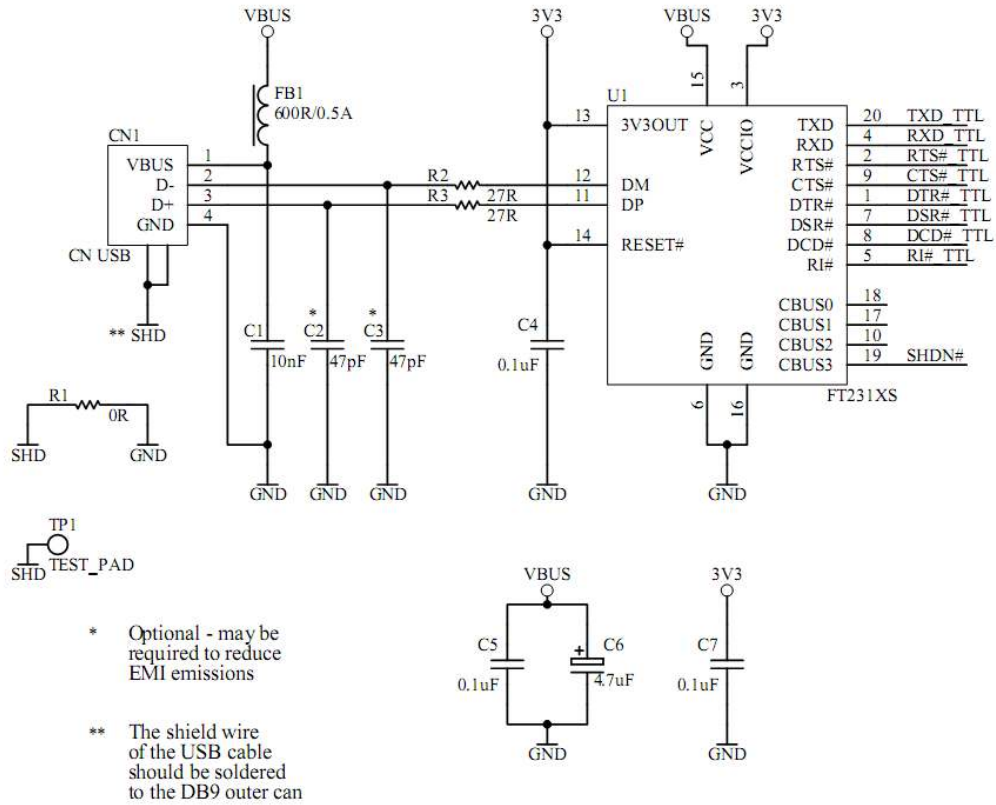 VBUS
3V3
VBUS
3V3
FB1
600R/0.5A
U1
15
3
CN1
13
3V3OUT
VCC
VCCIO
TXD
20
TXD_TTL
RXD
4
RXD_TTL
VBUS
1
RTS#
2
RTS#_TTL
D-
2
R2
27R
12
DM
CTS#
9
CTS#_TTL
D+
3
R3
27R
11
DP
DTR#
1
DTR#_TTL
GND
4
DSR#
7
DSR#_TTL
14
RESET#
DCD#
8
DCD#_TTL
RI#
5
RI#_TTL
CN USB
** SHD
CBUS0
18
CBUS1
17
CBUS2
10
CBUS3
19
SHDN#
C1
10nF
*
C2
47pF
*
C3
47pF
C4
0.1uF
GND
GND
6
16
FT231XS
R1
0R
SHD
GND
GND
GND
GND
GND
GND
TP1
TEST_PAD
SHD
VBUS
3V3
C5
0.1uF
+
C6
4.7uF
C7
0.1uF
GND
GND
* Optional - may be
required to reduce
EMI emissions
** The shield wire
of the USB cable
should be soldered
to the DB9 outer can